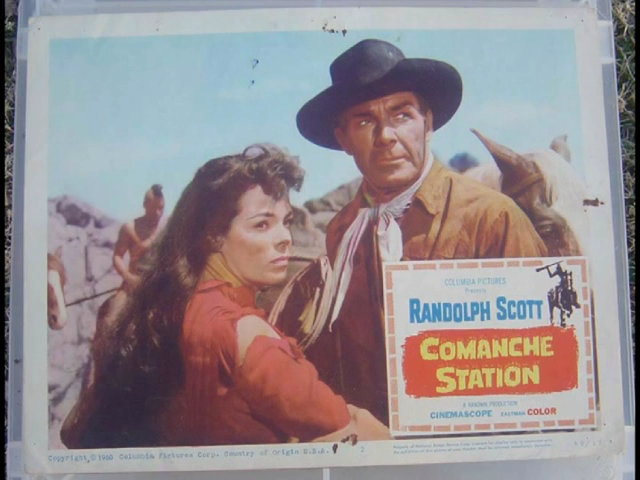 COLUMBIA PICTURES
Presents
RANDOLPH SCOTT
COMANCHE
STATION
A RANOWN PRODUCTION
CINEMASCOPE EASTMAN COLOR
Copyright ©1960 Columbia Pictures Corp. Country of Origin U.S.A.
2